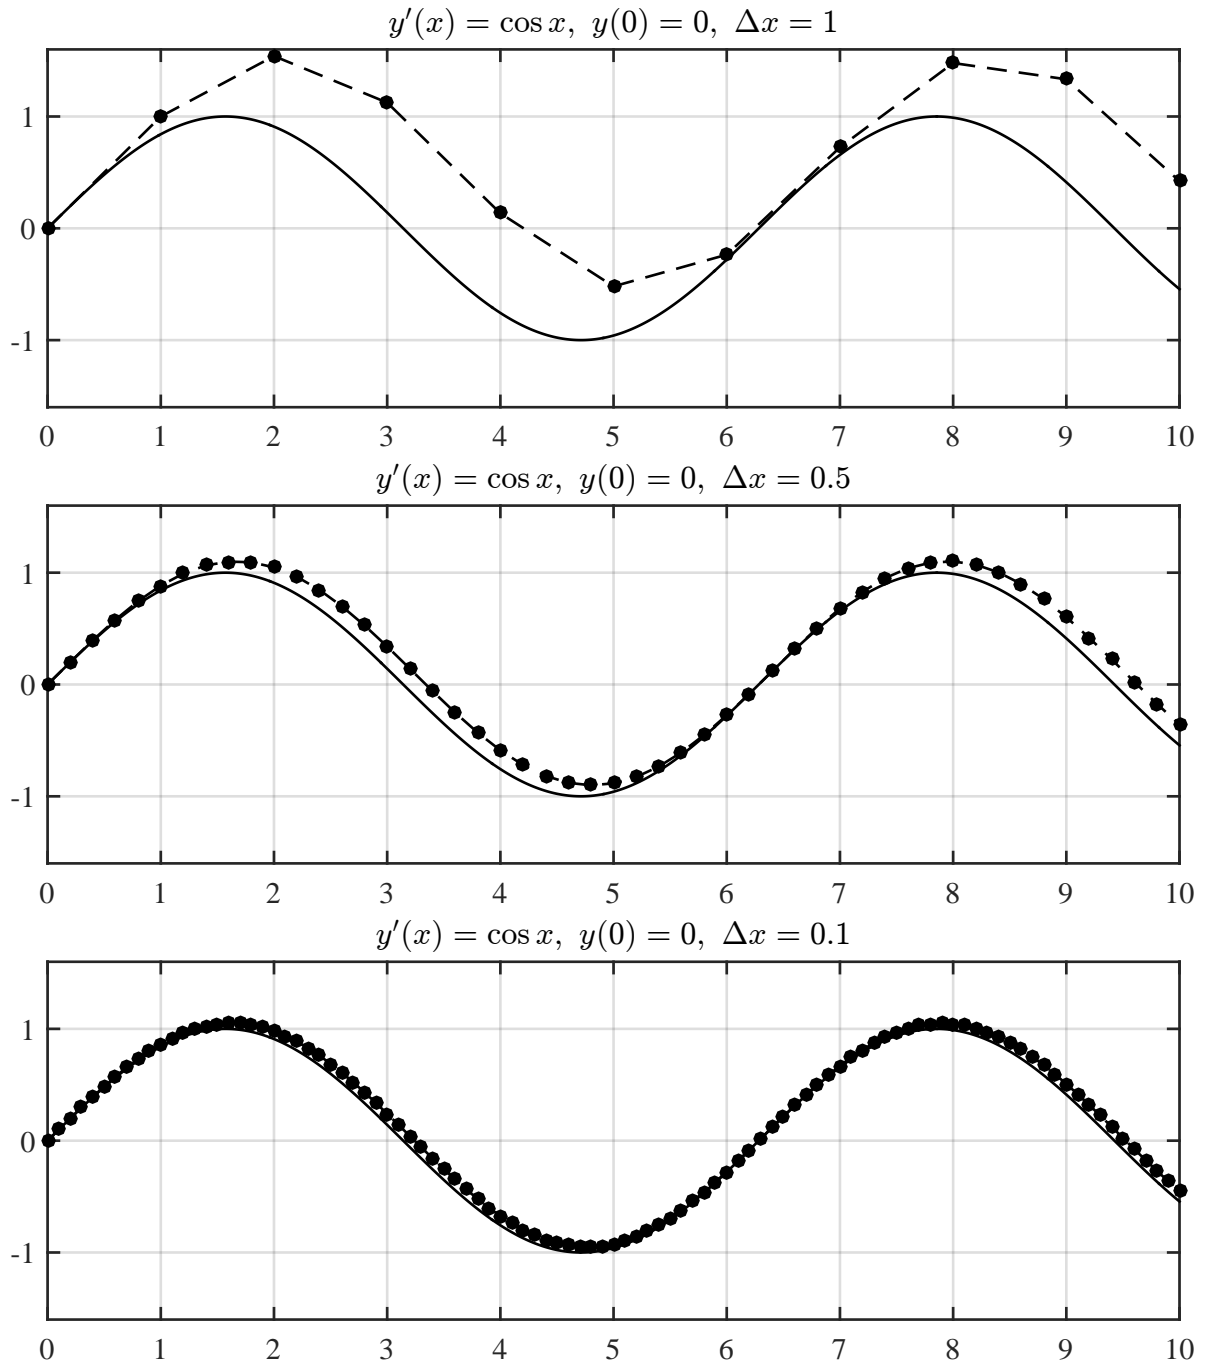 y′(x) = cos x, y(0) = 0, Δx = 1
1
0
-1
0 1 2 3 4 5 6 7 8 9 10
y′(x) = cos x, y(0) = 0, Δx = 0.5
1
0
-1
0 1 2 3 4 5 6 7 8 9 10
y′(x) = cos x, y(0) = 0, Δx = 0.1
1
0
-1
0 1 2 3 4 5 6 7 8 9 10